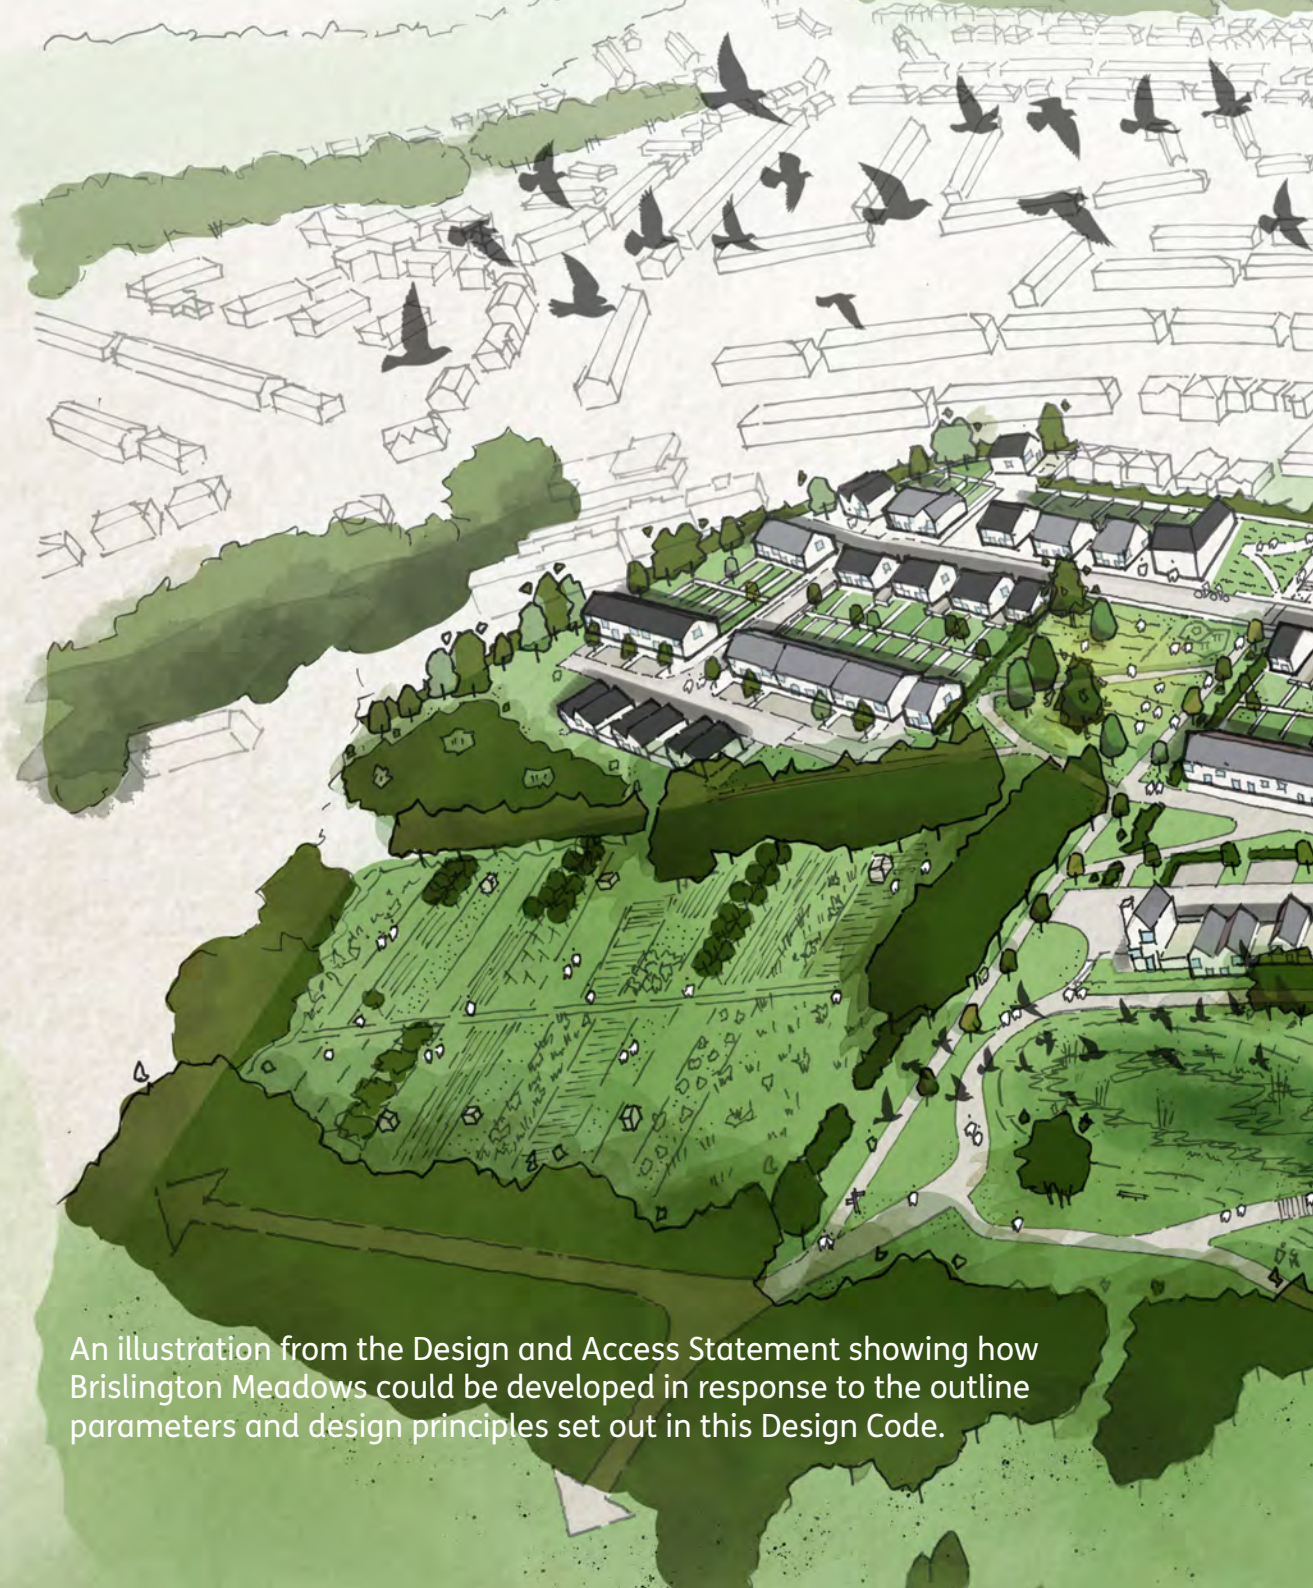 An illustration from the Design and Access Statement showing how
Brislington Meadows could be developed in response to the outline
parameters and design principles set out in this Design Code.